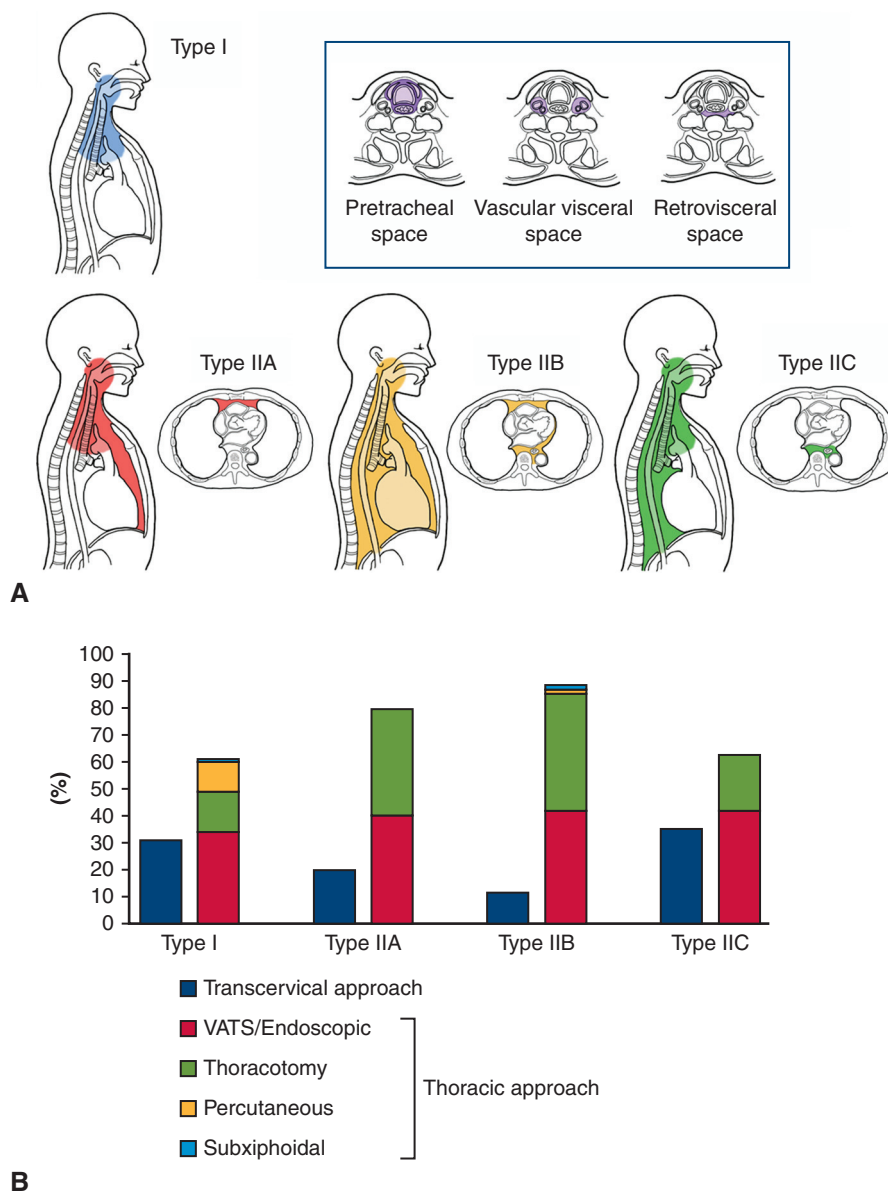 Type I
Pretracheal
space
Vascular visceral
space
Retrovisceral
space
Type IIA
Type IIB
Type IIC
A
100
90
80
70
60
50
40
30
20
10
0
(%)
Type I
Type IIA
Type IIB
Type IIC
Transcervical approach
VATS/Endoscopic
Thoracotomy
Percutaneous
Subxiphoidal
Thoracic approach
B